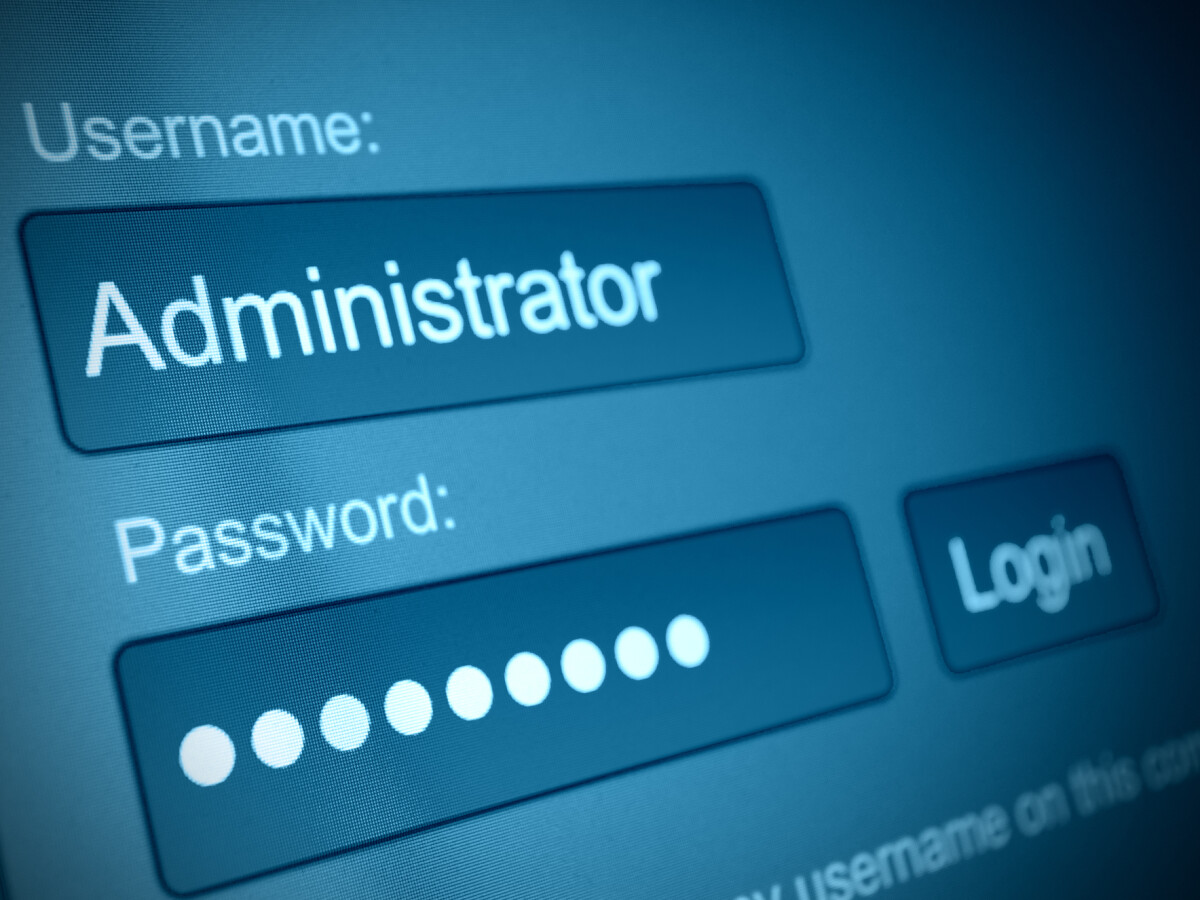 Username:
Administrator
Password:
●●●●●●●●●
Login
username on this